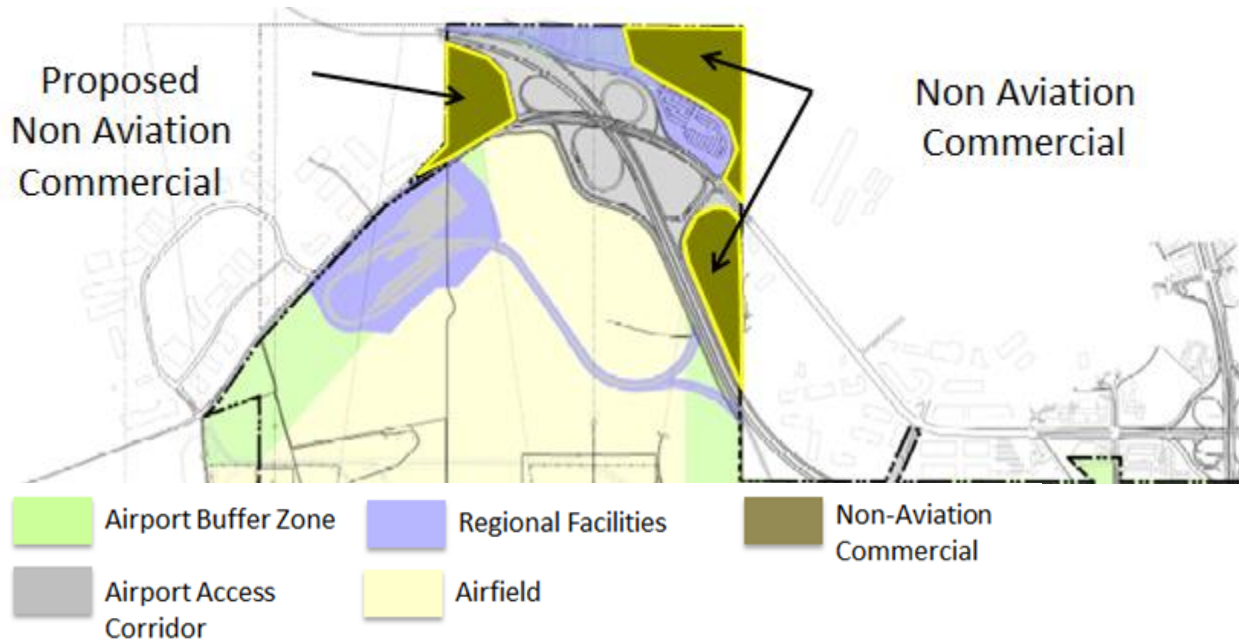 Proposed
Non Aviation
Commercial
Non Aviation
Commercial
Airport Buffer Zone
Regional Facilities
Non-Aviation
Commercial
Airport Access
Corridor
Airfield